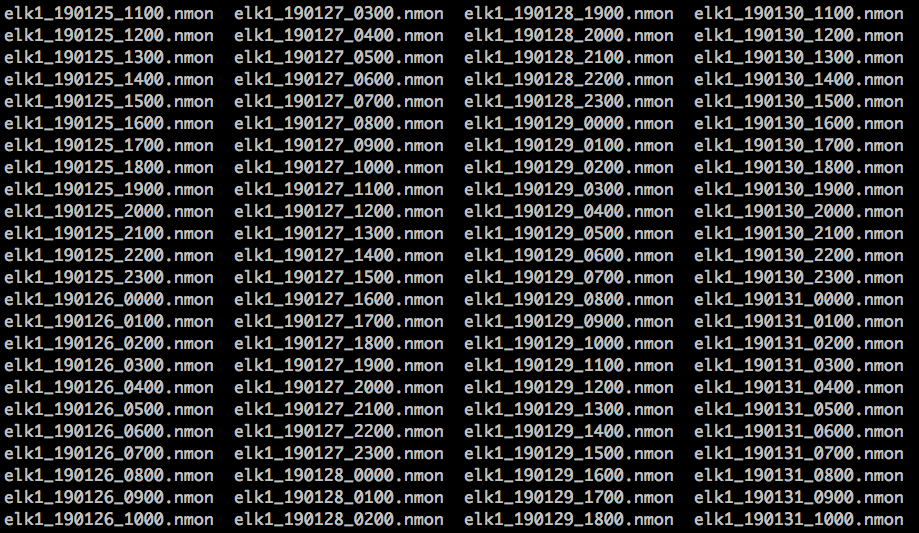 elk1_190125_1100.nmon elk1_190127_0300.nmon elk1_190128_1900.nmon elk1_190130_1100.nmon
elk1_190125_1200.nmon elk1_190127_0400.nmon elk1_190128_2000.nmon elk1_190130_1200.nmon
elk1_190125_1300.nmon elk1_190127_0500.nmon elk1_190128_2100.nmon elk1_190130_1300.nmon
elk1_190125_1400.nmon elk1_190127_0600.nmon elk1_190128_2200.nmon elk1_190130_1400.nmon
elk1_190125_1500.nmon elk1_190127_0700.nmon elk1_190128_2300.nmon elk1_190130_1500.nmon
elk1_190125_1600.nmon elk1_190127_0800.nmon elk1_190129_0000.nmon elk1_190130_1600.nmon
elk1_190125_1700.nmon elk1_190127_0900.nmon elk1_190129_0100.nmon elk1_190130_1700.nmon
elk1_190125_1800.nmon elk1_190127_1000.nmon elk1_190129_0200.nmon elk1_190130_1800.nmon
elk1_190125_1900.nmon elk1_190127_1100.nmon elk1_190129_0300.nmon elk1_190130_1900.nmon
elk1_190125_2000.nmon elk1_190127_1200.nmon elk1_190129_0400.nmon elk1_190130_2000.nmon
elk1_190125_2100.nmon elk1_190127_1300.nmon elk1_190129_0500.nmon elk1_190130_2100.nmon
elk1_190125_2200.nmon elk1_190127_1400.nmon elk1_190129_0600.nmon elk1_190130_2200.nmon
elk1_190125_2300.nmon elk1_190127_1500.nmon elk1_190129_0700.nmon elk1_190130_2300.nmon
elk1_190126_0000.nmon elk1_190127_1600.nmon elk1_190129_0800.nmon elk1_190131_0000.nmon
elk1_190126_0100.nmon elk1_190127_1700.nmon elk1_190129_0900.nmon elk1_190131_0100.nmon
elk1_190126_0200.nmon elk1_190127_1800.nmon elk1_190129_1000.nmon elk1_190131_0200.nmon
elk1_190126_0300.nmon elk1_190127_1900.nmon elk1_190129_1100.nmon elk1_190131_0300.nmon
elk1_190126_0400.nmon elk1_190127_2000.nmon elk1_190129_1200.nmon elk1_190131_0400.nmon
elk1_190126_0500.nmon elk1_190127_2100.nmon elk1_190129_1300.nmon elk1_190131_0500.nmon
elk1_190126_0600.nmon elk1_190127_2200.nmon elk1_190129_1400.nmon elk1_190131_0600.nmon
elk1_190126_0700.nmon elk1_190127_2300.nmon elk1_190129_1500.nmon elk1_190131_0700.nmon
elk1_190126_0800.nmon elk1_190128_0000.nmon elk1_190129_1600.nmon elk1_190131_0800.nmon
elk1_190126_0900.nmon elk1_190128_0100.nmon elk1_190129_1700.nmon elk1_190131_0900.nmon
elk1_190126_1000.nmon elk1_190128_0200.nmon elk1_190129_1800.nmon elk1_190131_1000.nmon